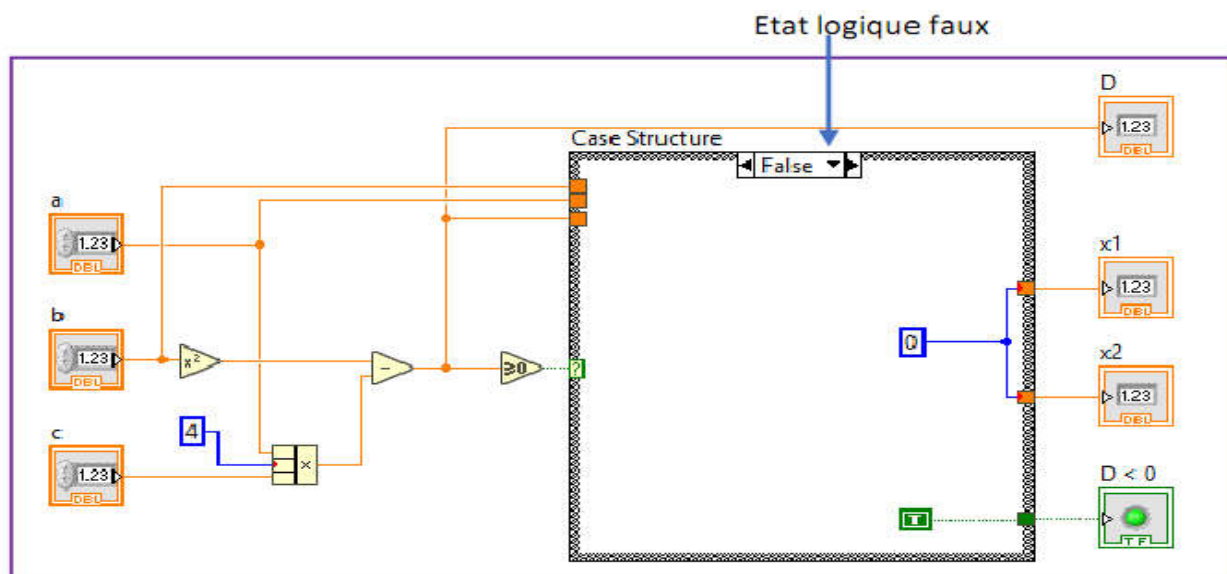 Etat logique faux
D
1.23
DBL
Case Structure
False
a
1.23
DBL
x1
1.23
DBL
b
1.23
DBL
x²
-
≥0
?
0
x2
1.23
DBL
4
c
1.23
DBL
x
D < 0
T
TF